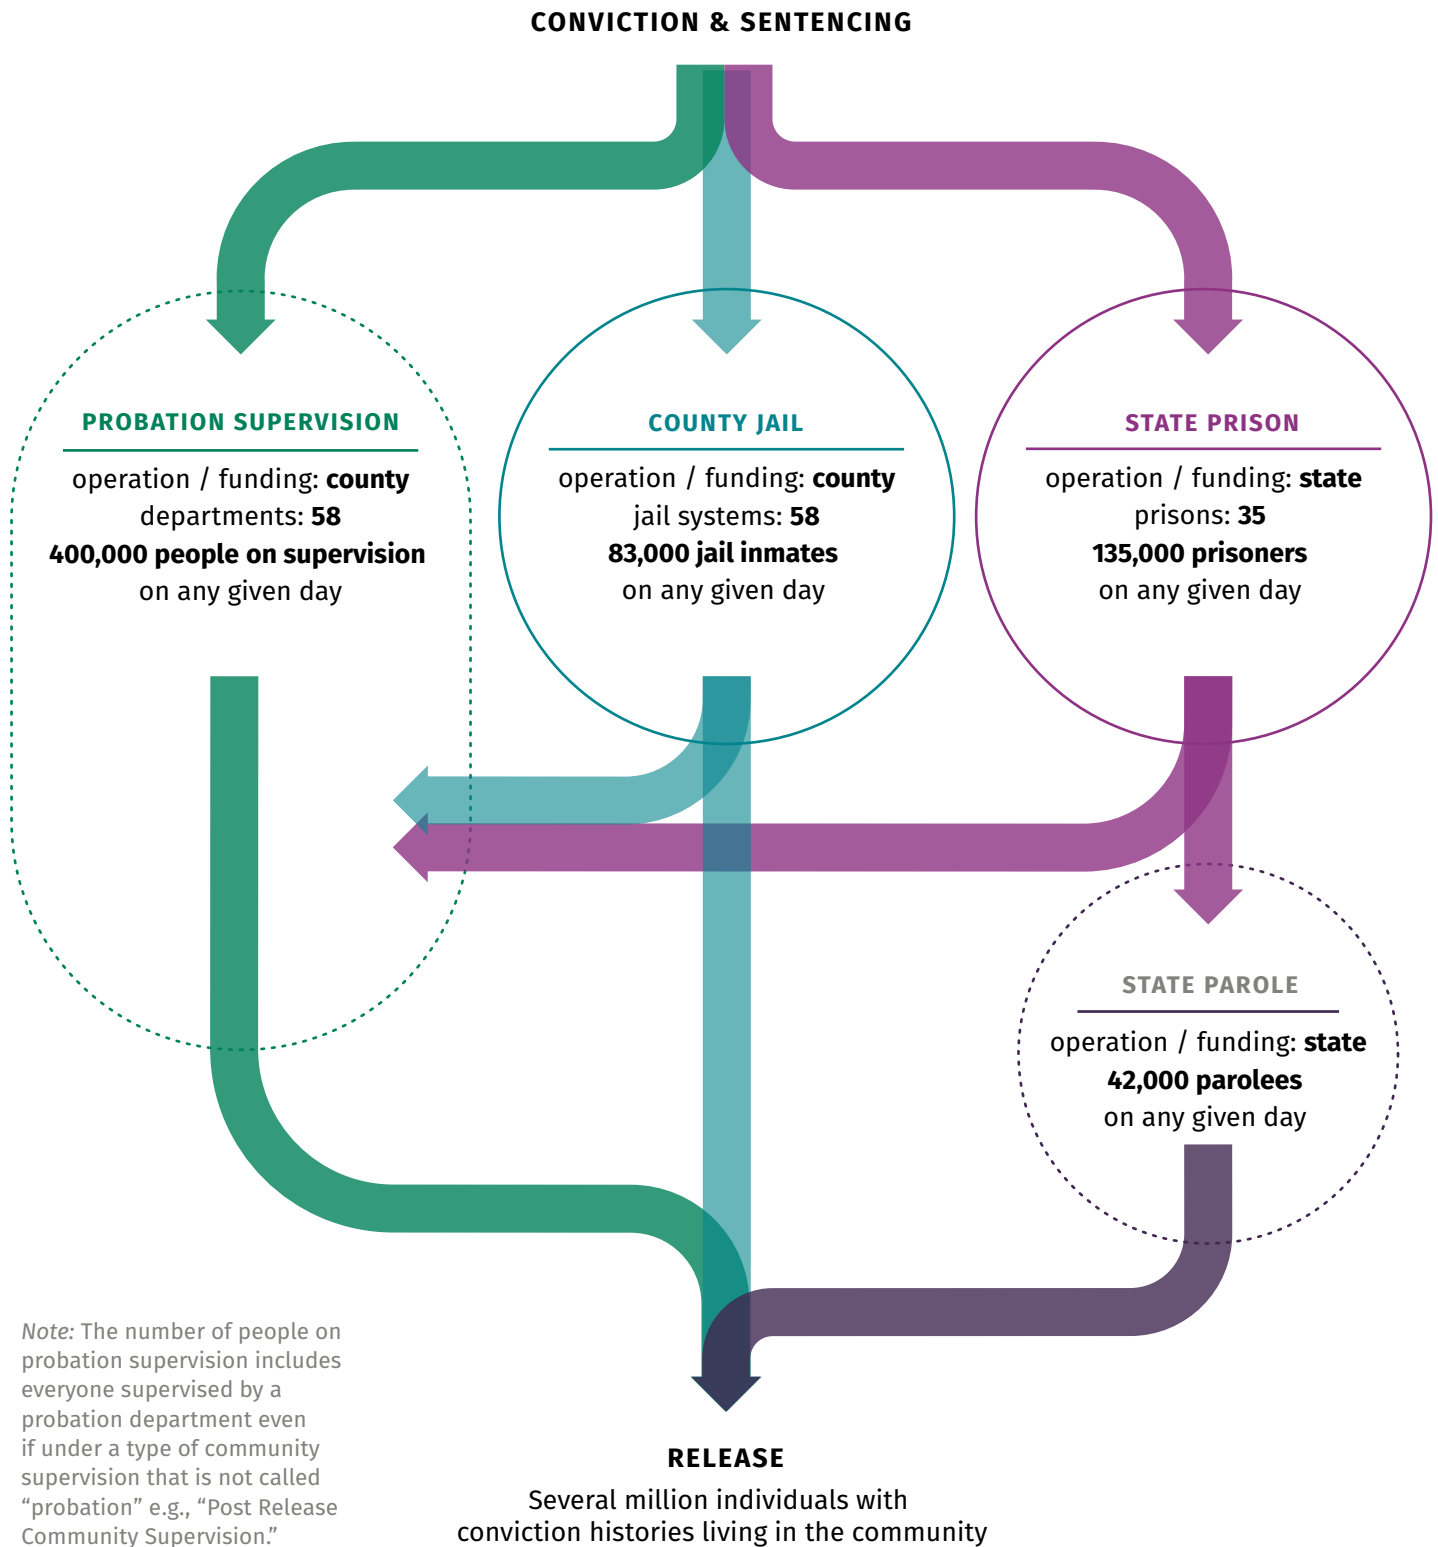 CONVICTION & SENTENCING
PROBATION SUPERVISION
operation / funding: county
departments: 58
400,000 people on supervision
on any given day
COUNTY JAIL
operation / funding: county
jail systems: 58
83,000 jail inmates
on any given day
STATE PRISON
operation / funding: state
prisons: 35
135,000 prisoners
on any given day
STATE PAROLE
operation / funding: state
42,000 parolees
on any given day
Note: The number of people on
probation supervision includes
everyone supervised by a
probation department even
if under a type of community
supervision that is not called
“probation” e.g., “Post Release
Community Supervision.”
RELEASE
Several million individuals with
conviction histories living in the community